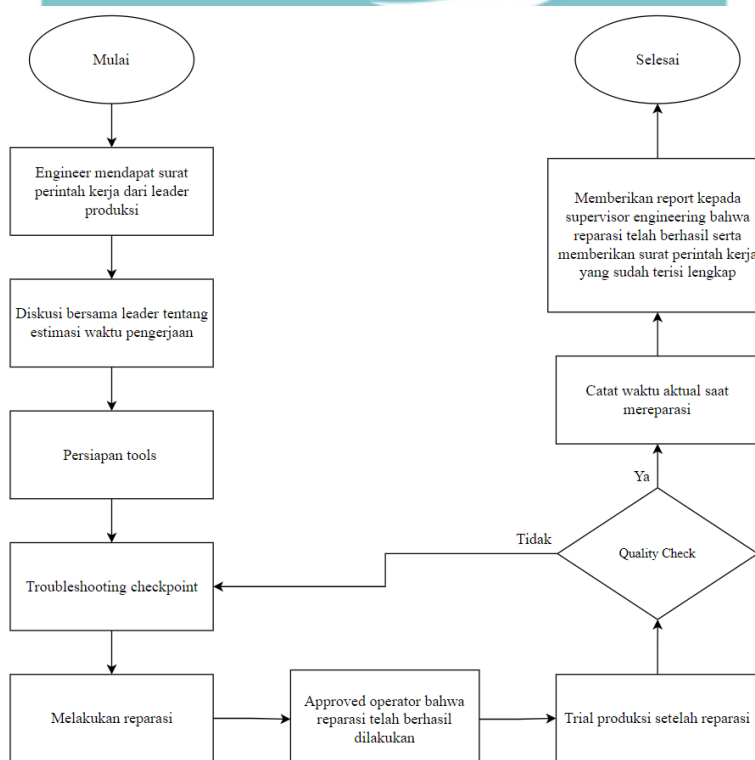 Mulai
Engineer mendapat surat
perintah kerja dari leader
produksi
Diskusi bersama leader tentang
estimasi waktu pengerjaan
Persiapan tools
Troubleshooting checkpoint
Melakukan reparasi
Approved operator bahwa
reparasi telah berhasil
dilakukan
Trial produksi setelah reparasi
Quality Check
Tidak
Ya
Catat waktu aktual saat
mereparasi
Memberikan report kepada
supervisor engineering bahwa
reparasi telah berhasil serta
memberikan surat perintah kerja
yang sudah terisi lengkap
Selesai